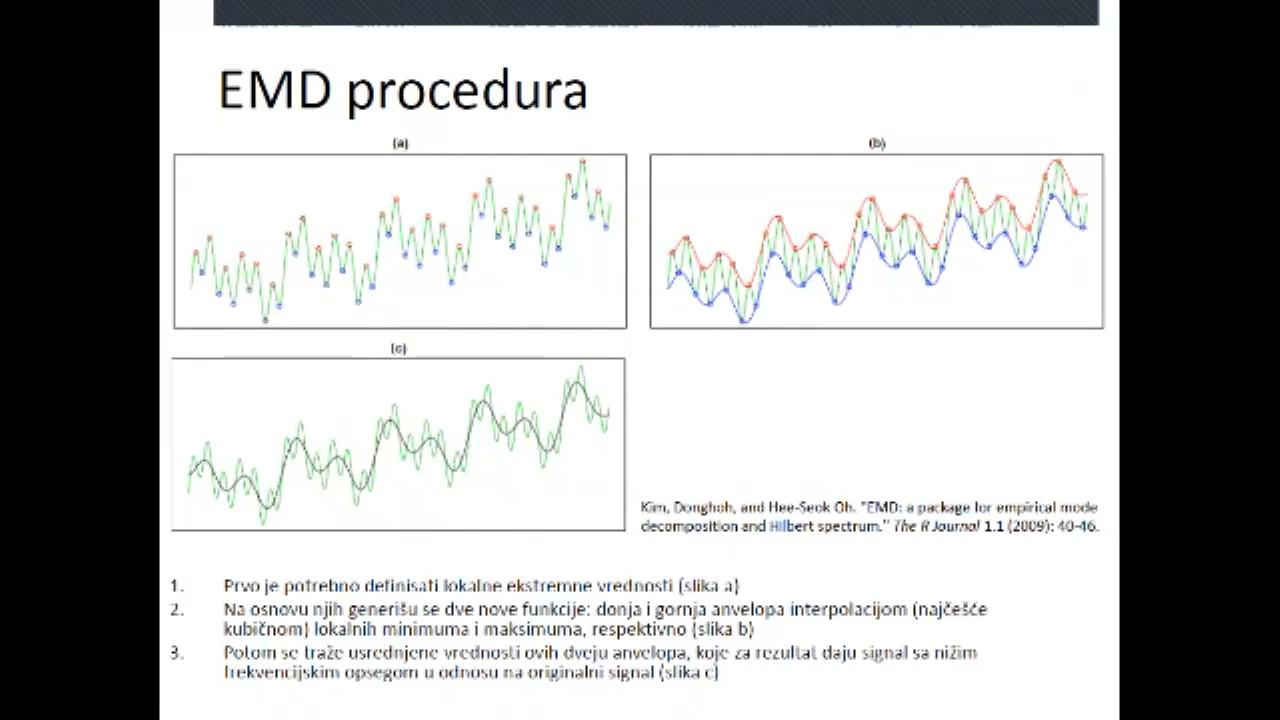 EMD procedura
(a)
(b)
(c)
Kim, Donghoh, and Hee-Seok Oh. "EMD: a package for empirical mode
decomposition and Hilbert spectrum." The R Journal 1.1 (2009): 40-46.
1. Prvo je potrebno definisati lokalne ekstremne vrednosti (slika a)
2. Na osnovu njih generišu se dve nove funkcije: donja i gornja anvelopa interpolacijom (najčešće
kubičnom) lokalnih minimuma i maksimuma, respektivno (slika b)
3. Potom se traže usrednjene vrednosti ovih dveju anvelopa, koje za rezultat daju signal sa nižim
frekvencijskim opsegom u odnosu na originalni signal (slika c)